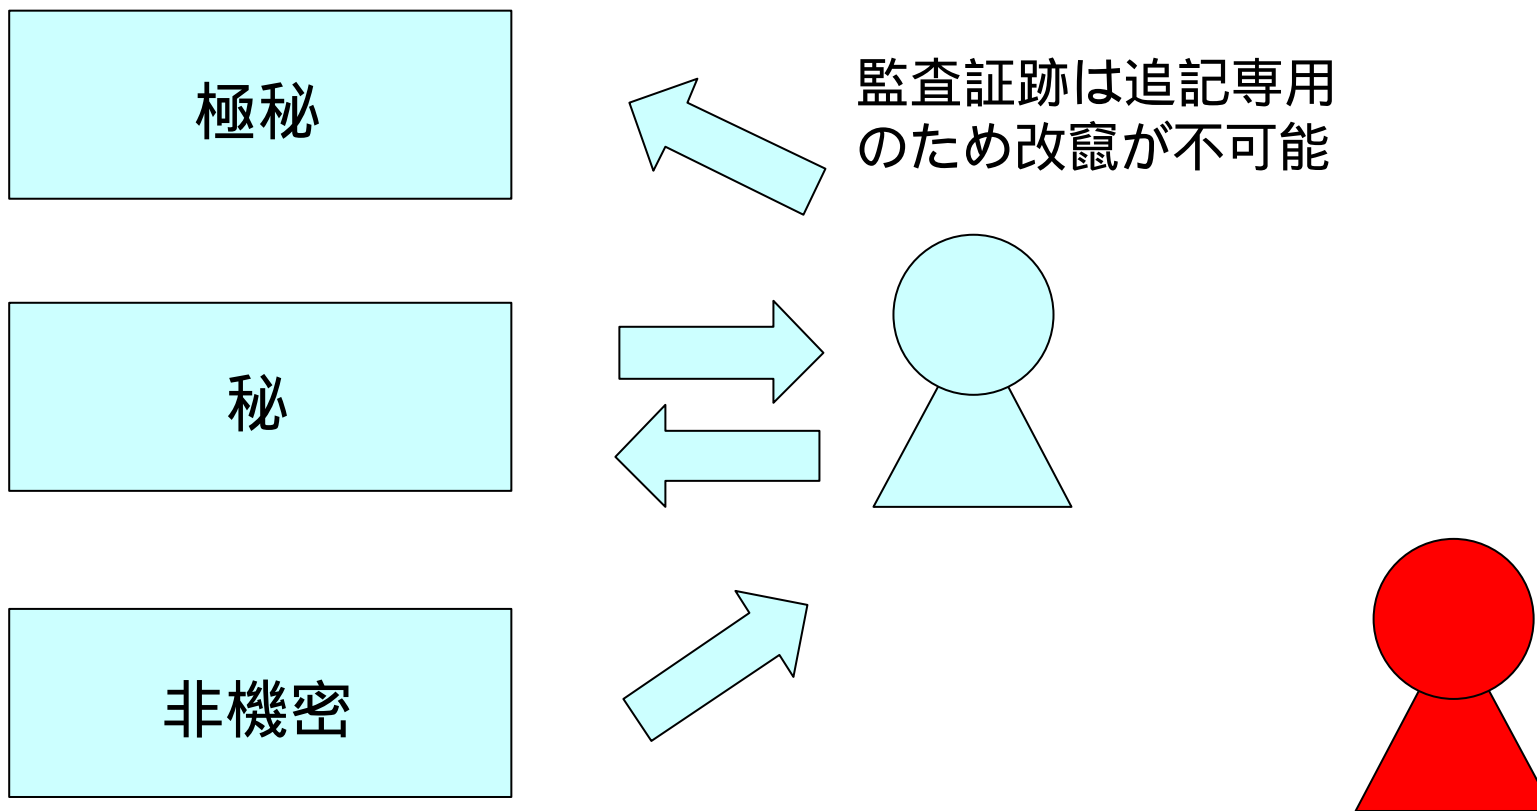 極秘
監査証跡は追記専用
のため改竄が不可能
秘
非機密